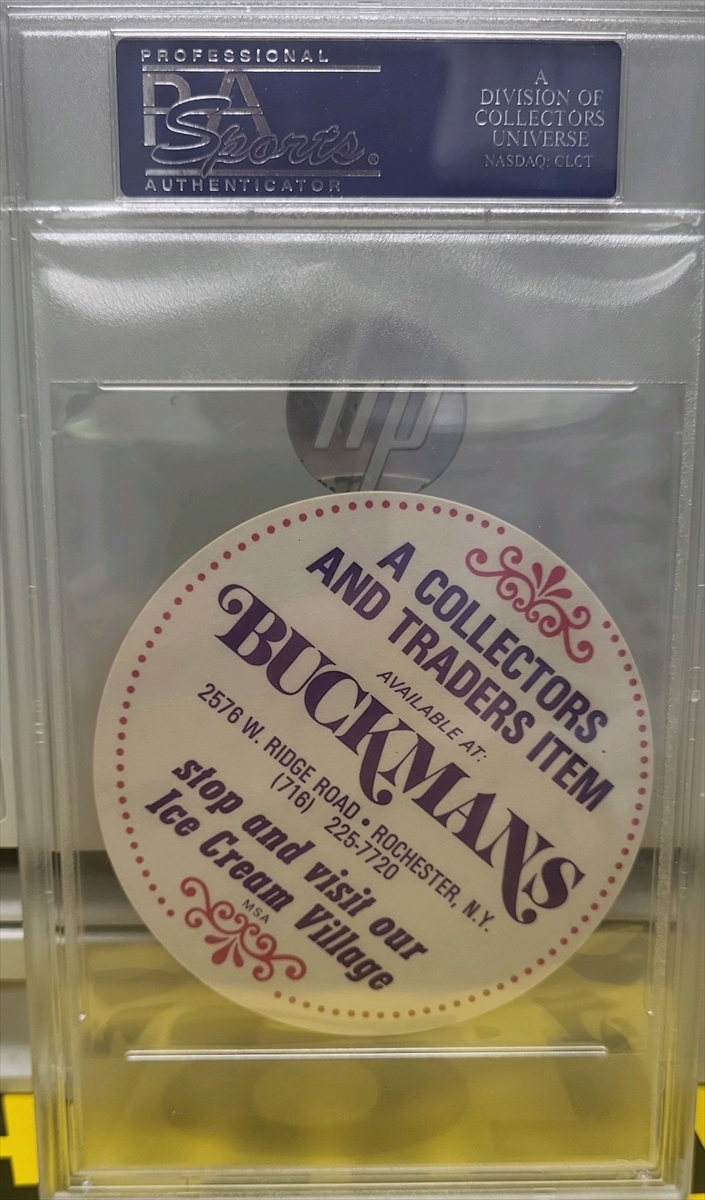 PROFESSIONAL
PSA
Sports®
AUTHENTICATOR
A
DIVISION OF
COLLECTORS
UNIVERSE
NASDAQ: CLCT
hp
A COLLECTORS
AND TRADERS ITEM
AVAILABLE AT:
BUCKMANS
2576 W. RIDGE ROAD • ROCHESTER, N.Y.
(716) 225-7720
stop and visit our
Ice Cream Village
MSA